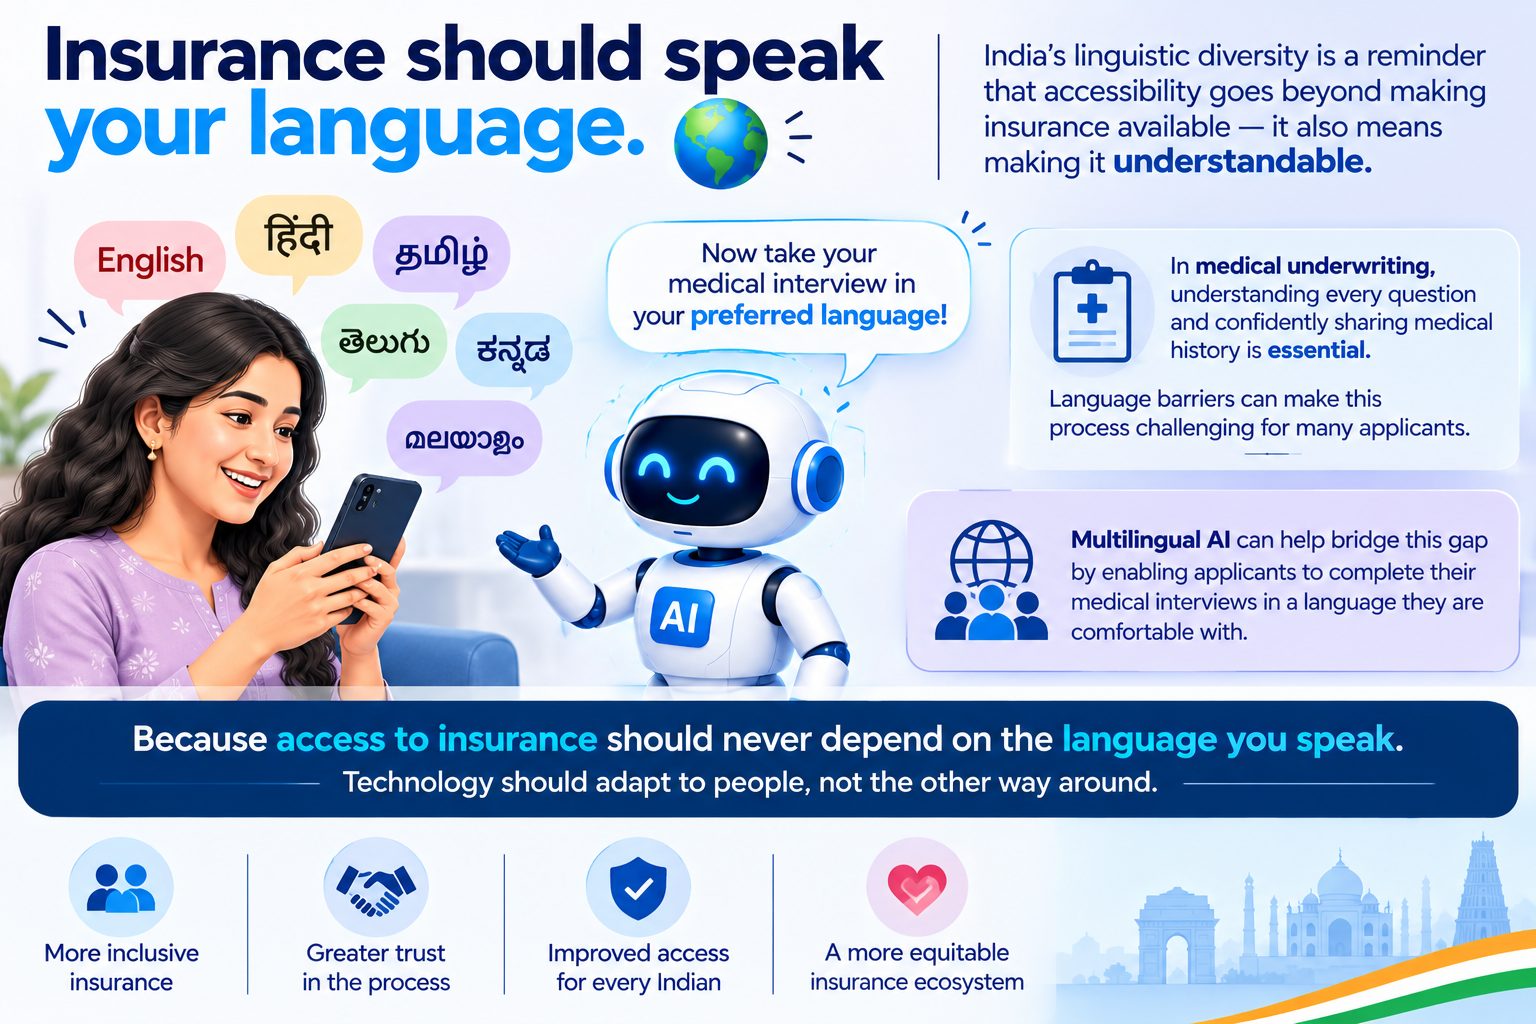 Insurance should speak
your language.
India's linguistic diversity is a reminder
that accessibility goes beyond making
insurance available — it also means
making it understandable.
English
हिंदी
தமிழ்
తెలుగు
ಕನ್ನಡ
മലയാളം
Now take your
medical interview in
your preferred language!
AI
In medical underwriting,
understanding every question
and confidently sharing medical
history is essential.
Language barriers can make this
process challenging for many applicants.
Multilingual AI can help bridge this gap
by enabling applicants to complete their
medical interviews in a language they are
comfortable with.
Because access to insurance should never depend on the language you speak.
Technology should adapt to people, not the other way around.
More inclusive
insurance
Greater trust
in the process
Improved access
for every Indian
A more equitable
insurance ecosystem